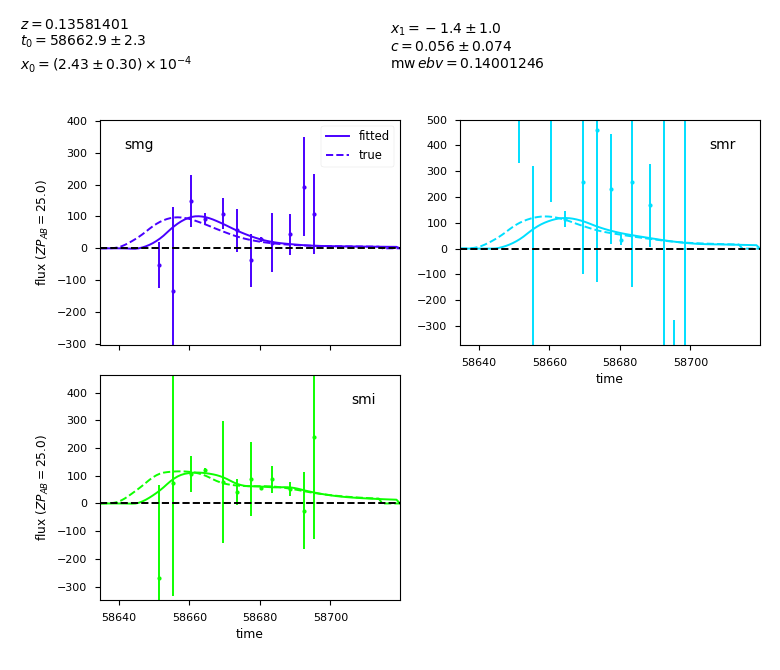 z = 0.13581401
t0 = 58662.9 ± 2.3
x0 = (2.43 ± 0.30) × 10^−4
x1 = −1.4 ± 1.0
c = 0.056 ± 0.074
mw ebv = 0.14001246
smg
fitted
true
400
300
200
100
0
−100
−200
−300
flux (ZP_AB = 25.0)
smr
500
400
300
200
100
0
−100
−200
−300
58640 58660 58680 58700
time
smi
400
300
200
100
0
−100
−200
−300
flux (ZP_AB = 25.0)
58640 58660 58680 58700
time